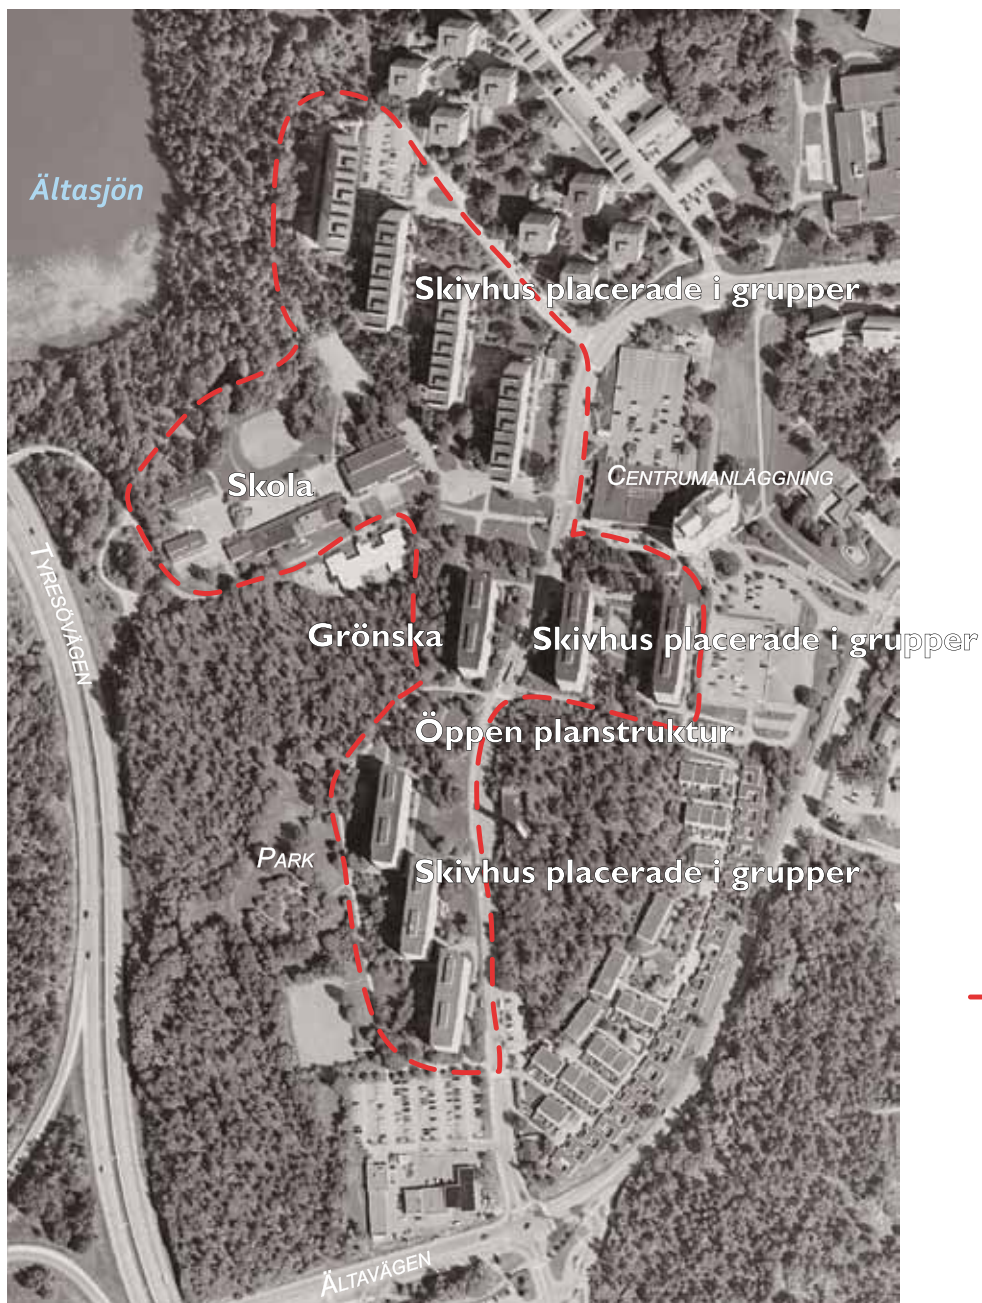 Ältasjön
Skivhus placerade i grupper
CENTRUMANLÄGGNING
Skola
TYRESÖVÄGEN
Grönska
Skivhus placerade i grupper
Öppen planstruktur
PARK
Skivhus placerade i grupper
ÄLTAVÄGEN